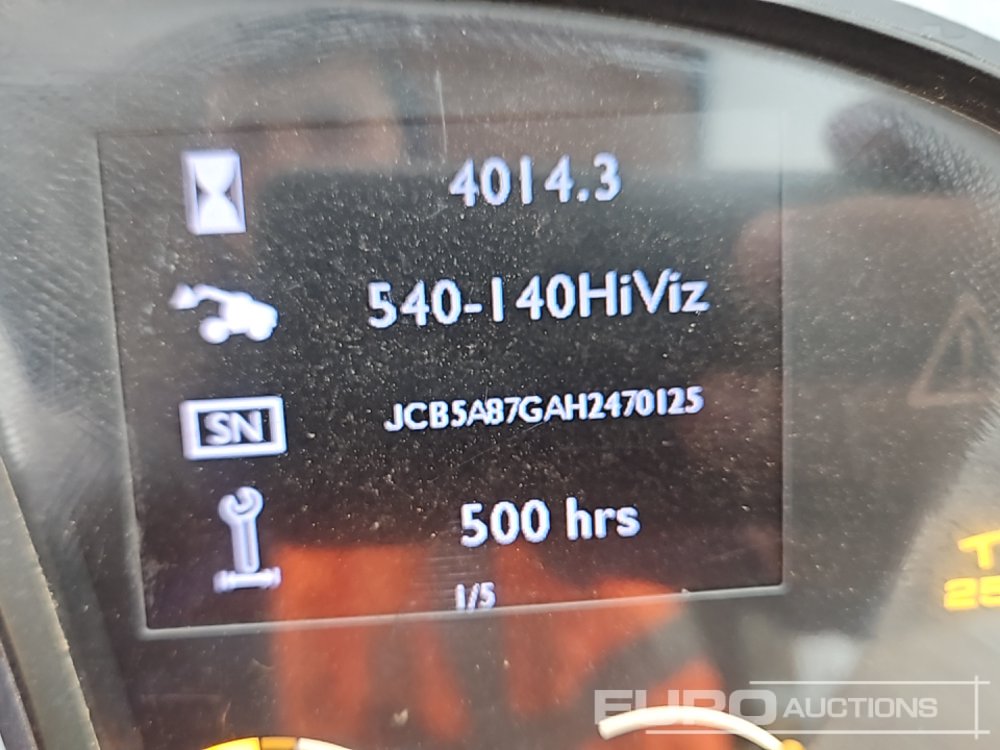 4014.3
540-140HiViz
SN
JCB5A87GAH2470125
500 hrs
1/5
EURO AUCTIONS